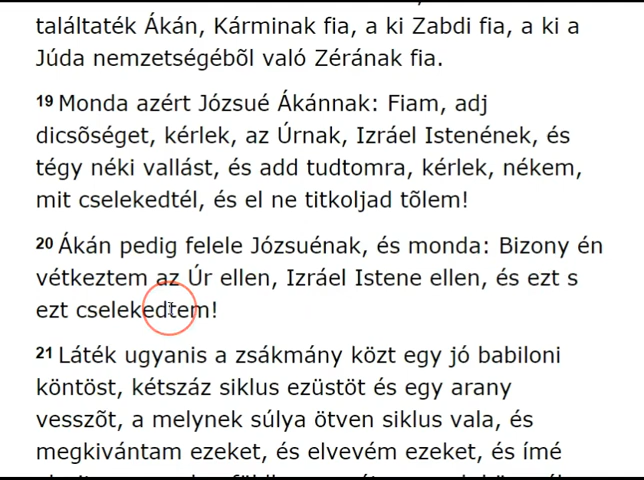 találtaték Ákán, Kárminak fia, a ki Zabdi fia, a ki a
Júda nemzetségébõl való Zérának fia.
19 Monda azért Józsué Ákánnak: Fiam, adj
dicsõséget, kérlek, az Úrnak, Izráel Istenének, és
tégy néki vallást, és add tudtomra, kérlek, nékem,
mit cselekedtél, és el ne titkoljad tõlem!
20 Ákán pedig felele Józsuénak, és monda: Bizony én
vétkeztem az Úr ellen, Izráel Istene ellen, és ezt s
ezt cselekedtem!
21 Láték ugyanis a zsákmány közt egy jó babiloni
köntöst, kétszáz siklus ezüstöt és egy arany
vesszõt, a melynek súlya ötven siklus vala, és
megkivántam ezeket, és elvevém ezeket, és ímé